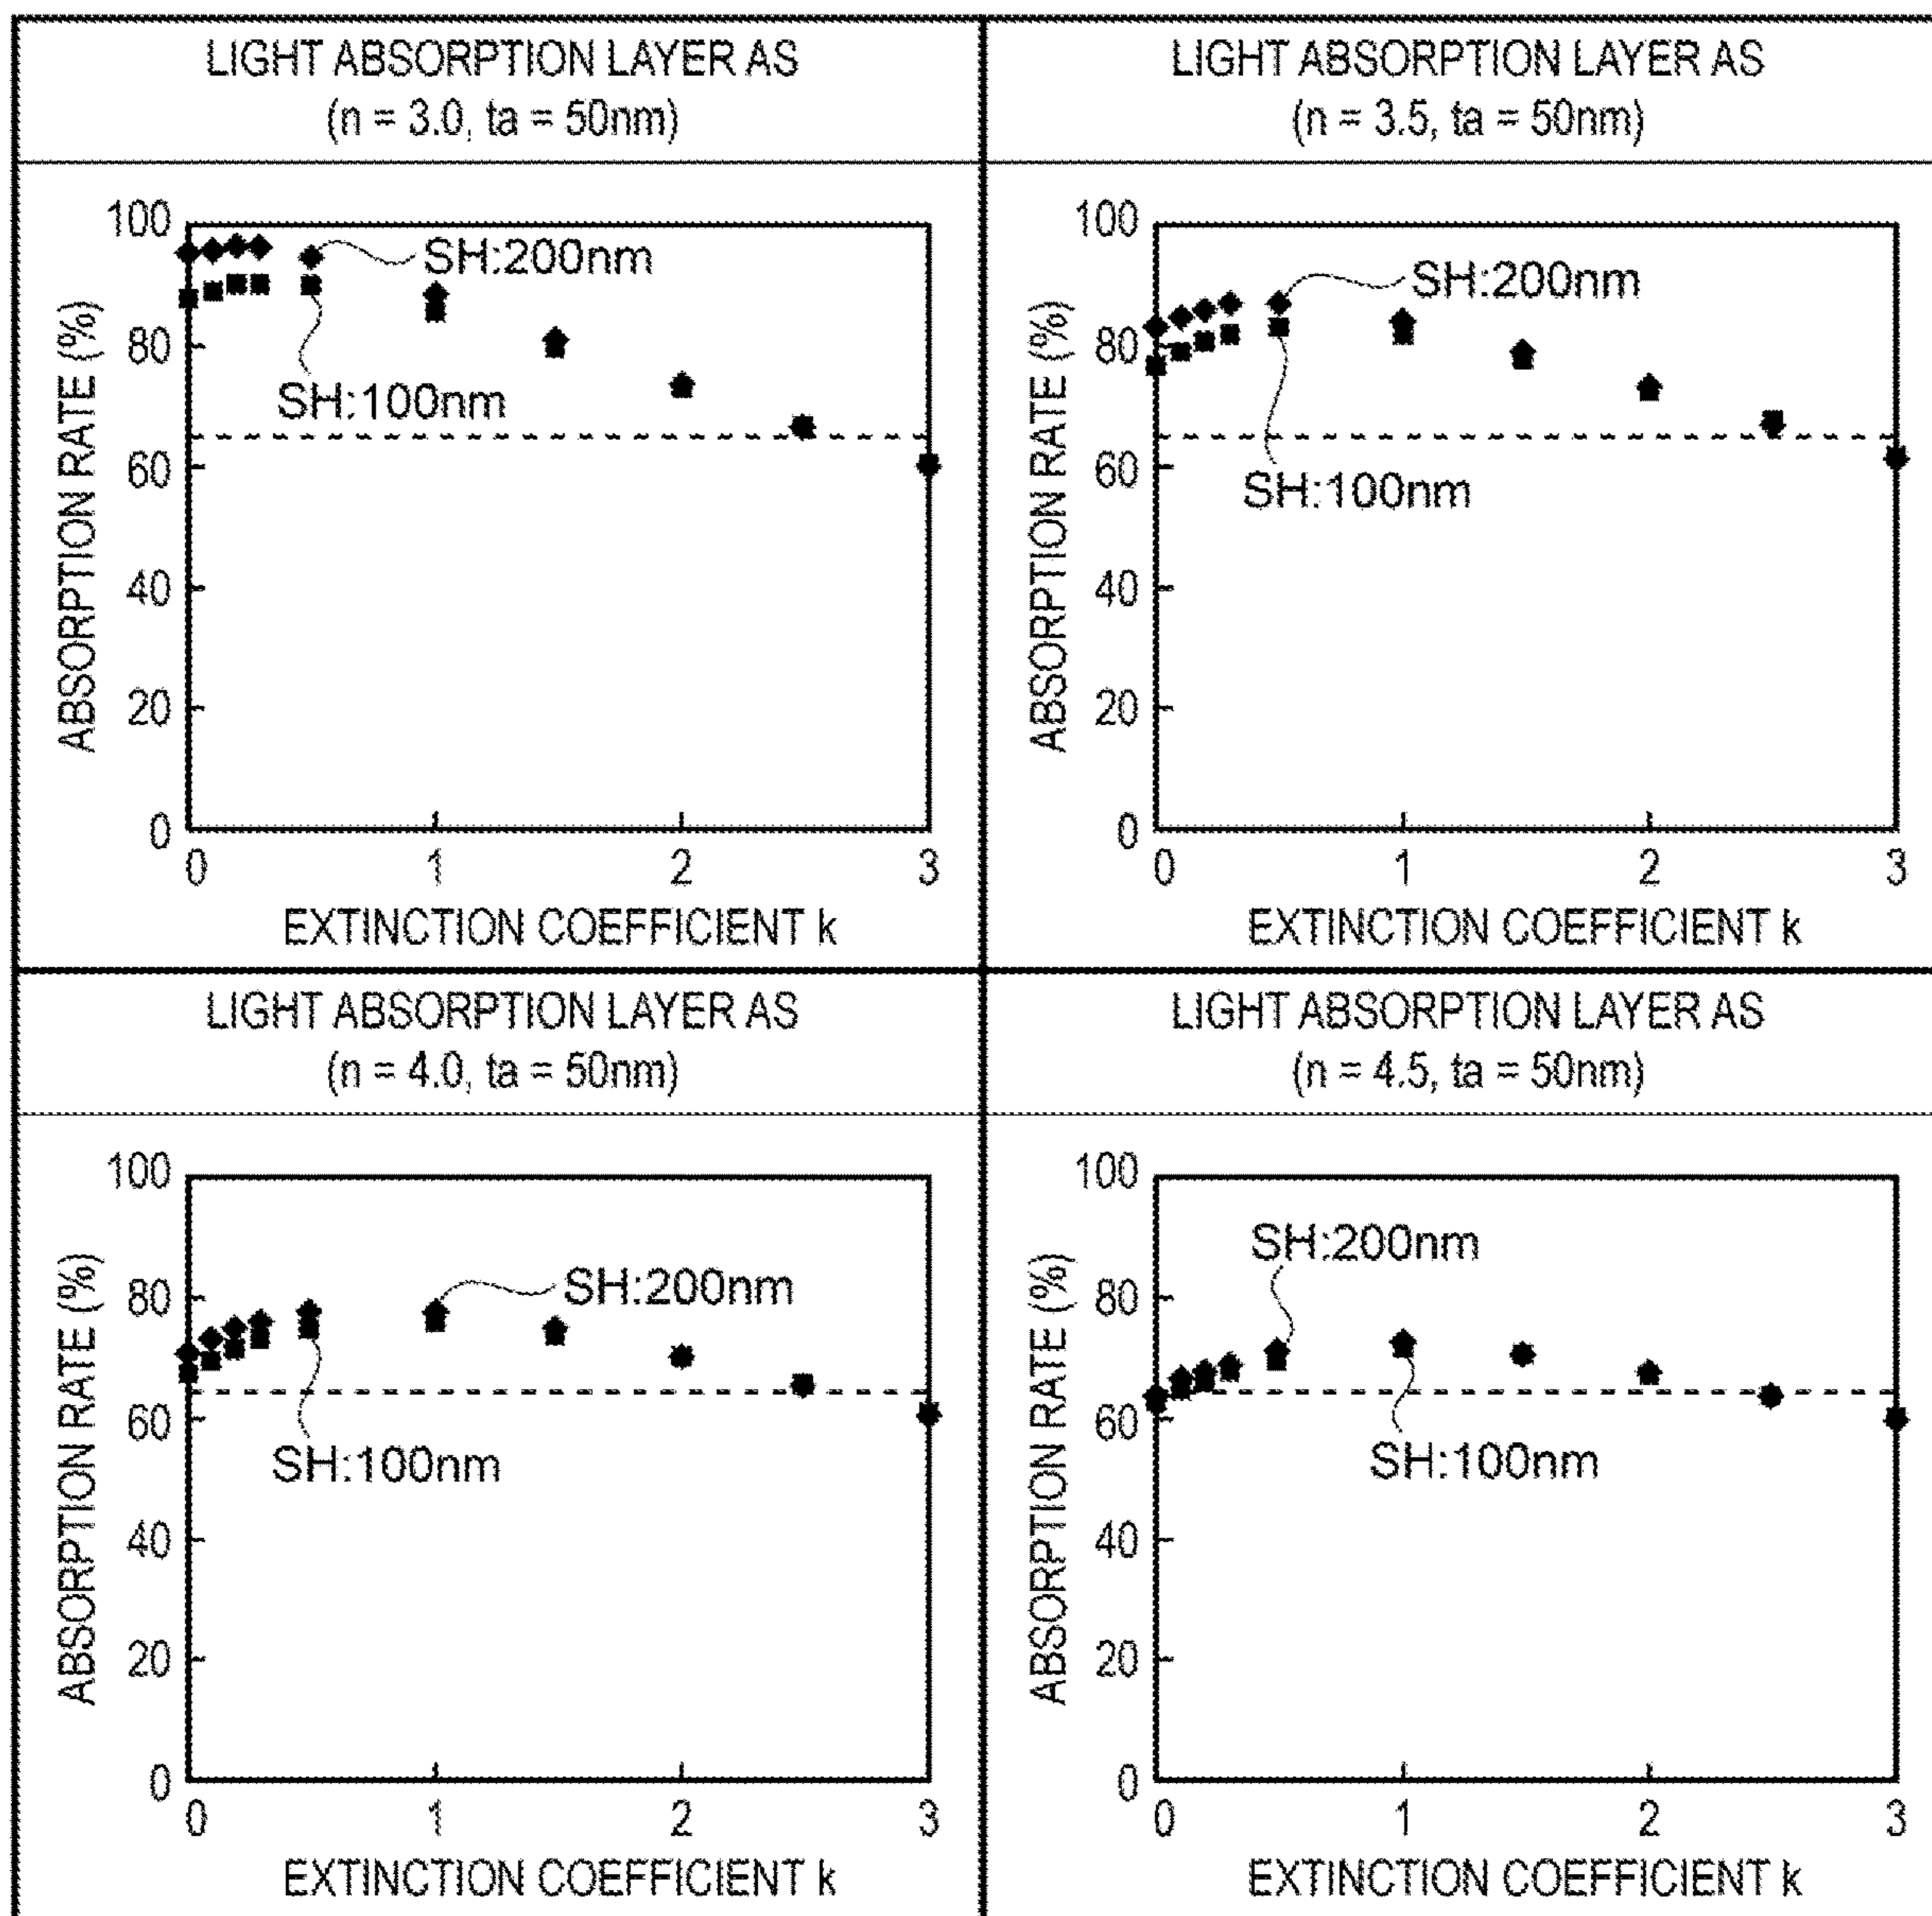 LIGHT ABSORPTION LAYER AS
(n = 3.0, ta = 50nm)
100
80
60
40
20
0
0
1
2
3
ABSORPTION RATE (%)
EXTINCTION COEFFICIENT k
SH:200nm
SH:100nm
LIGHT ABSORPTION LAYER AS
(n = 3.5, ta = 50nm)
100
80
60
40
20
0
0
1
2
3
ABSORPTION RATE (%)
EXTINCTION COEFFICIENT k
SH:200nm
SH:100nm
LIGHT ABSORPTION LAYER AS
(n = 4.0, ta = 50nm)
100
80
60
40
20
0
0
1
2
3
ABSORPTION RATE (%)
EXTINCTION COEFFICIENT k
SH:200nm
SH:100nm
LIGHT ABSORPTION LAYER AS
(n = 4.5, ta = 50nm)
100
80
60
40
20
0
0
1
2
3
ABSORPTION RATE (%)
EXTINCTION COEFFICIENT k
SH:200nm
SH:100nm